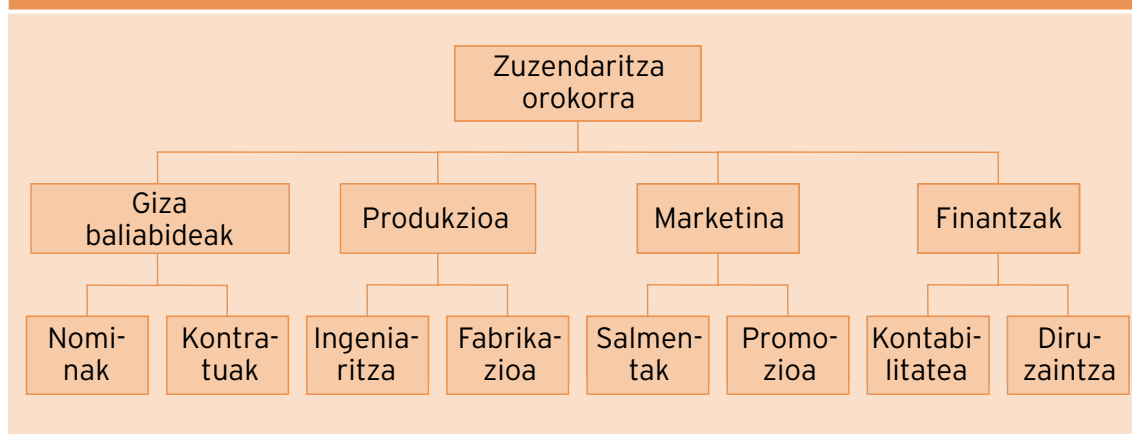 Zuzendaritza
orokorra
Giza
baliabideak
Produkzioa
Marketina
Finantzak
Nomi-
nak
Kontra-
tuak
Ingenia-
ritza
Fabrika-
zioa
Salmen-
tak
Promo-
zioa
Kontabi-
litatea
Diru-
zaintza